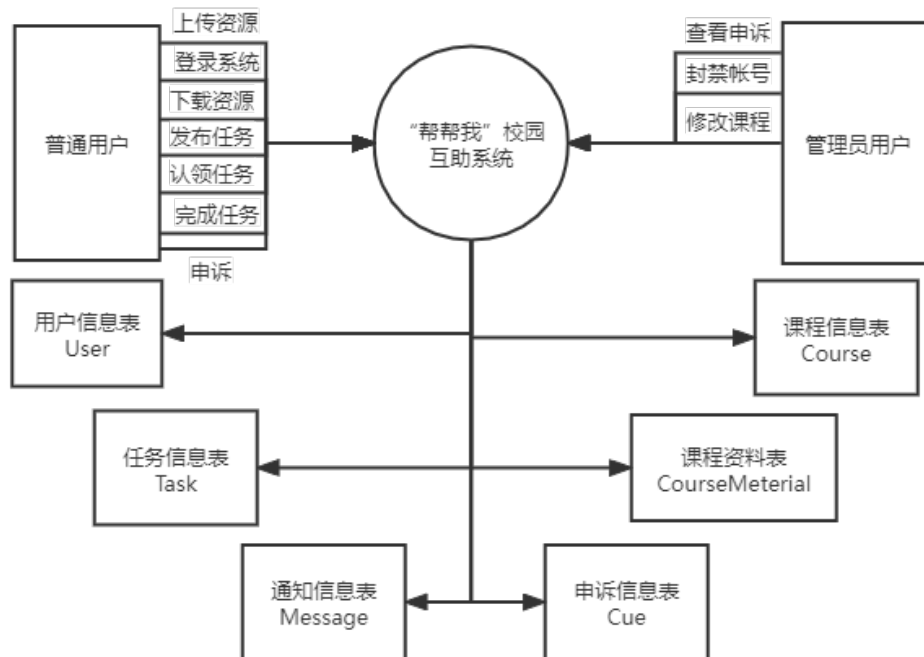 上传资源
登录系统
下载资源
发布任务
认领任务
完成任务
申诉
普通用户
“帮帮我”校园
互助系统
查看申诉
封禁帐号
修改课程
管理员用户
用户信息表
User
课程信息表
Course
任务信息表
Task
课程资料表
CourseMeterial
通知信息表
Message
申诉信息表
Cue